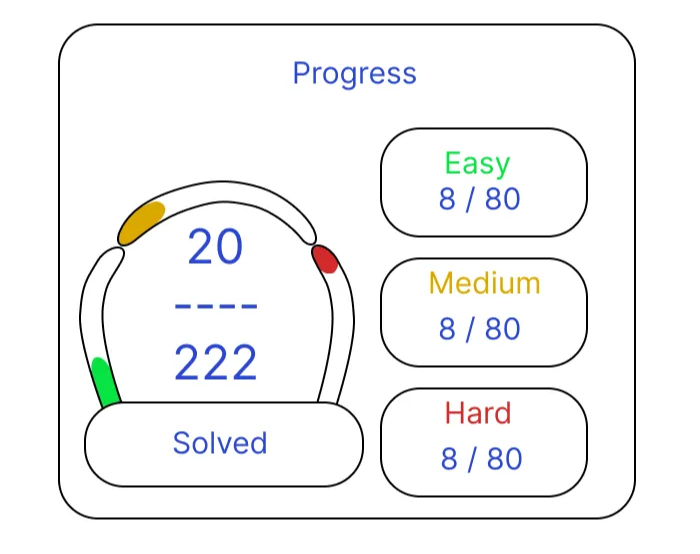 Progress
20
----
222
Solved
Easy
8 / 80
Medium
8 / 80
Hard
8 / 80